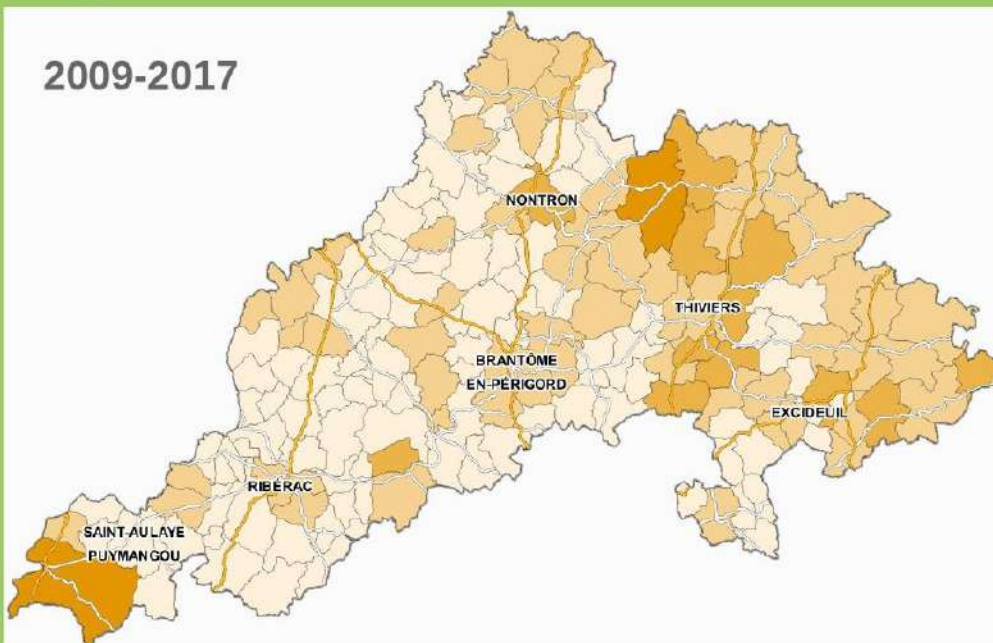 2009-2017
NONTRON
THIVIERS
BRANTÔME
EN-PÉRIGORD
EXCIDEUIL
RIBÉRAC
SAINT-AULAYE
PUYMANGOU